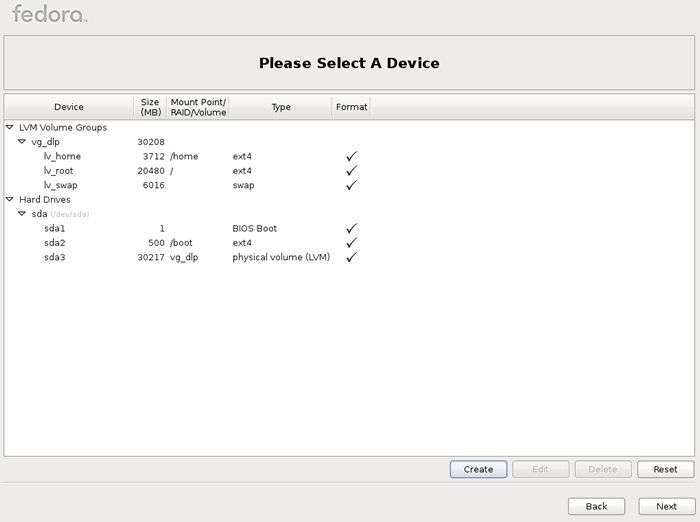 fedora
Please Select A Device
Device Size (MB) Mount Point/ RAID/Volume Type Format
LVM Volume Groups
vg_dlp 30208
lv_home 3712 /home ext4
lv_root 20480 / ext4
lv_swap 6016 swap
Hard Drives
sda (/dev/sda)
sda1 1 BIOS Boot
sda2 500 /boot ext4
sda3 30217 vg_dlp physical volume (LVM)
Create Edit Delete Reset
Back Next